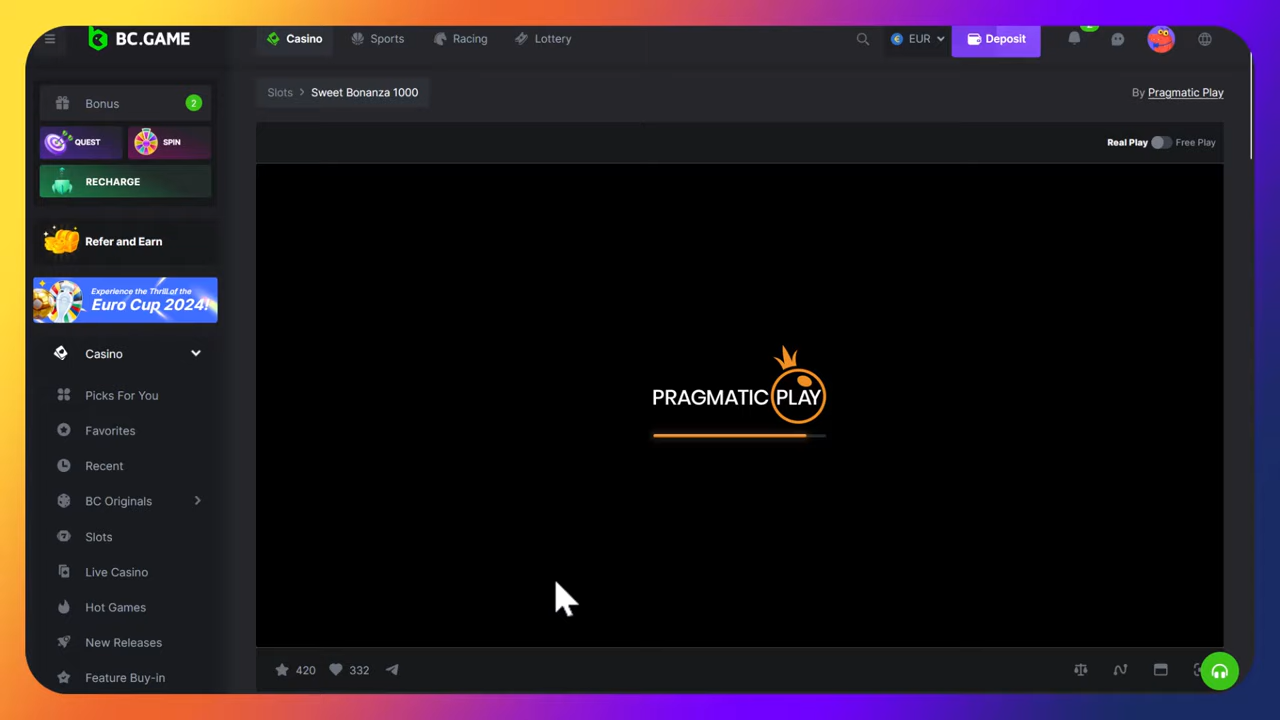 BC.GAME
Casino
Sports
Racing
Lottery
EUR
Deposit
Bonus
2
QUEST
SPIN
RECHARGE
Refer and Earn
Experience the Thrill of the
Euro Cup 2024!
Casino
Picks For You
Favorites
Recent
BC Originals
Slots
Live Casino
Hot Games
New Releases
Feature Buy-in
Slots > Sweet Bonanza 1000
By Pragmatic Play
Real Play
Free Play
PRAGMATIC PLAY
420
332